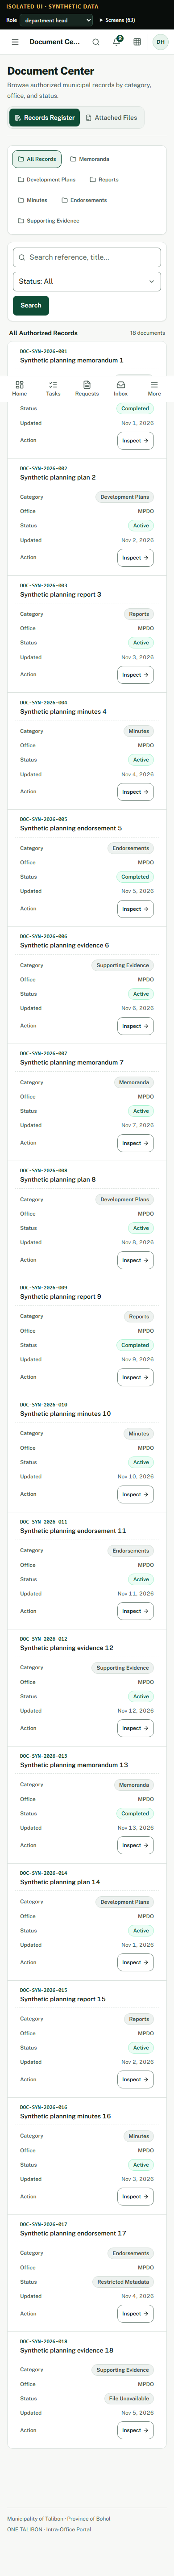 ISOLATED UI · SYNTHETIC DATA
Role department head Screens (63)
Document Ce... 2 DH
Document Center
Browse authorized municipal records by category, office, and status.
Records Register Attached Files
All Records Memoranda
Development Plans Reports
Minutes Endorsements
Supporting Evidence
Search reference, title...
Status: All
Search
All Authorized Records 18 documents
DOC-SYN-2026-001
Synthetic planning memorandum 1
Home Tasks Requests Inbox More
Status Completed
Updated Nov 1, 2026
Action Inspect →
DOC-SYN-2026-002
Synthetic planning plan 2
Category Development Plans
Office MPDO
Status Active
Updated Nov 2, 2026
Action Inspect →
DOC-SYN-2026-003
Synthetic planning report 3
Category Reports
Office MPDO
Status Active
Updated Nov 3, 2026
Action Inspect →
DOC-SYN-2026-004
Synthetic planning minutes 4
Category Minutes
Office MPDO
Status Active
Updated Nov 4, 2026
Action Inspect →
DOC-SYN-2026-005
Synthetic planning endorsement 5
Category Endorsements
Office MPDO
Status Completed
Updated Nov 5, 2026
Action Inspect →
DOC-SYN-2026-006
Synthetic planning evidence 6
Category Supporting Evidence
Office MPDO
Status Active
Updated Nov 6, 2026
Action Inspect →
DOC-SYN-2026-007
Synthetic planning memorandum 7
Category Memoranda
Office MPDO
Status Active
Updated Nov 7, 2026
Action Inspect →
DOC-SYN-2026-008
Synthetic planning plan 8
Category Development Plans
Office MPDO
Status Active
Updated Nov 8, 2026
Action Inspect →
DOC-SYN-2026-009
Synthetic planning report 9
Category Reports
Office MPDO
Status Completed
Updated Nov 9, 2026
Action Inspect →
DOC-SYN-2026-010
Synthetic planning minutes 10
Category Minutes
Office MPDO
Status Active
Updated Nov 10, 2026
Action Inspect →
DOC-SYN-2026-011
Synthetic planning endorsement 11
Category Endorsements
Office MPDO
Status Active
Updated Nov 11, 2026
Action Inspect →
DOC-SYN-2026-012
Synthetic planning evidence 12
Category Supporting Evidence
Office MPDO
Status Active
Updated Nov 12, 2026
Action Inspect →
DOC-SYN-2026-013
Synthetic planning memorandum 13
Category Memoranda
Office MPDO
Status Completed
Updated Nov 13, 2026
Action Inspect →
DOC-SYN-2026-014
Synthetic planning plan 14
Category Development Plans
Office MPDO
Status Active
Updated Nov 1, 2026
Action Inspect →
DOC-SYN-2026-015
Synthetic planning report 15
Category Reports
Office MPDO
Status Active
Updated Nov 2, 2026
Action Inspect →
DOC-SYN-2026-016
Synthetic planning minutes 16
Category Minutes
Office MPDO
Status Active
Updated Nov 3, 2026
Action Inspect →
DOC-SYN-2026-017
Synthetic planning endorsement 17
Category Endorsements
Office MPDO
Status Restricted Metadata
Updated Nov 4, 2026
Action Inspect →
DOC-SYN-2026-018
Synthetic planning evidence 18
Category Supporting Evidence
Office MPDO
Status File Unavailable
Updated Nov 5, 2026
Action Inspect →
Municipality of Talibon · Province of Bohol
ONE TALIBON · Intra-Office Portal